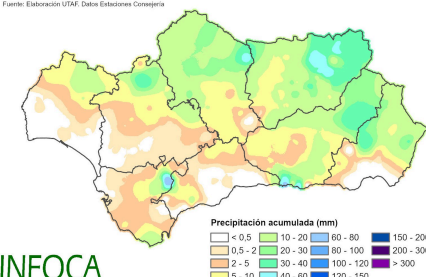 Fuente: Elaboración UTAF. Datos Estaciones Consejería
Precipitación acumulada (mm)
< 0,5 10 - 20 60 - 80 150 - 200
0,5 - 2 20 - 30 80 - 100 200 - 300
2 - 5 30 - 40 100 - 120 > 300
5 - 10 40 - 60 120 - 150
INFOCA